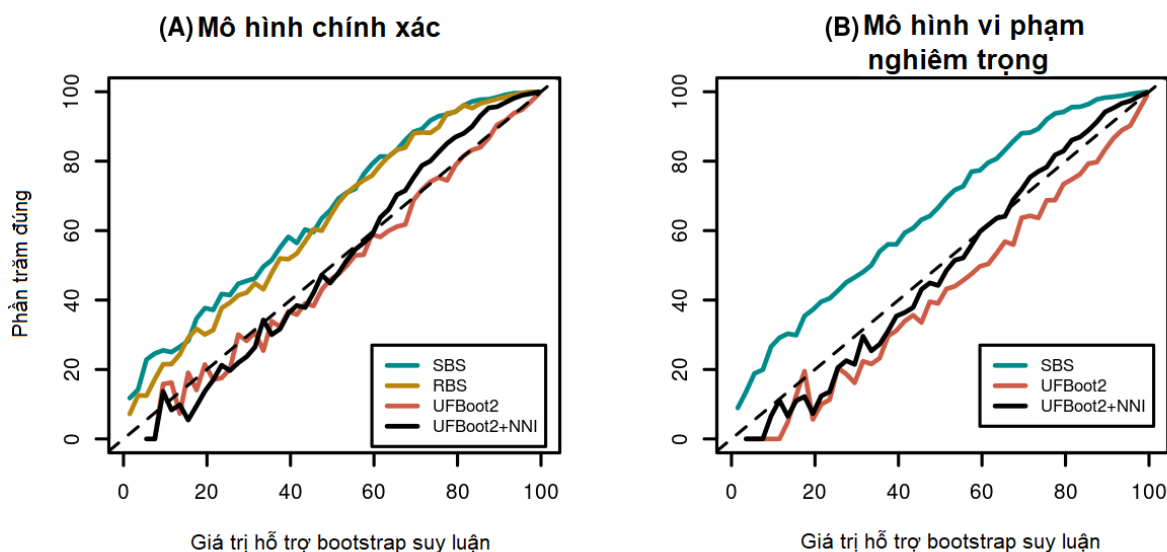 (A) Mô hình chính xác
100
80
60
40
20
0
Phần trăm đúng
SBS
RBS
UFBoot2
UFBoot2+NNI
0 20 40 60 80 100
Giá trị hỗ trợ bootstrap suy luận
(B) Mô hình vi phạm
nghiêm trọng
100
80
60
40
20
0
SBS
UFBoot2
UFBoot2+NNI
0 20 40 60 80 100
Giá trị hỗ trợ bootstrap suy luận